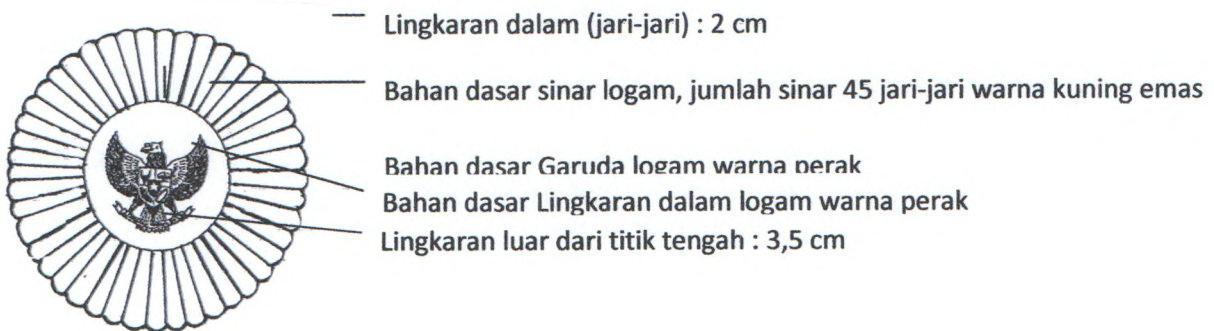 Lingkaran dalam (jari-jari) : 2 cm
Bahan dasar sinar logam, jumlah sinar 45 jari-jari warna kuning emas
Bahan dasar Garuda logam warna perak
Bahan dasar Lingkaran dalam logam warna perak
Lingkaran luar dari titik tengah : 3,5 cm